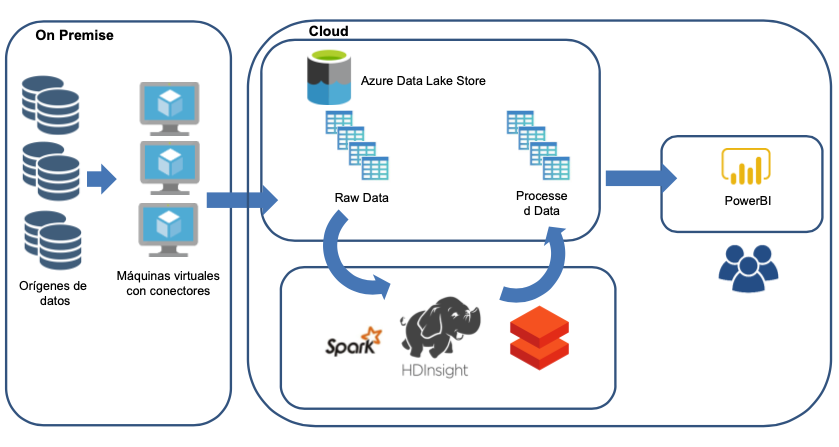 On Premise
Cloud
Azure Data Lake Store
Raw Data
Processe
d Data
PowerBI
Orígenes de
datos
Máquinas virtuales
con conectores
Spark
HDInsight